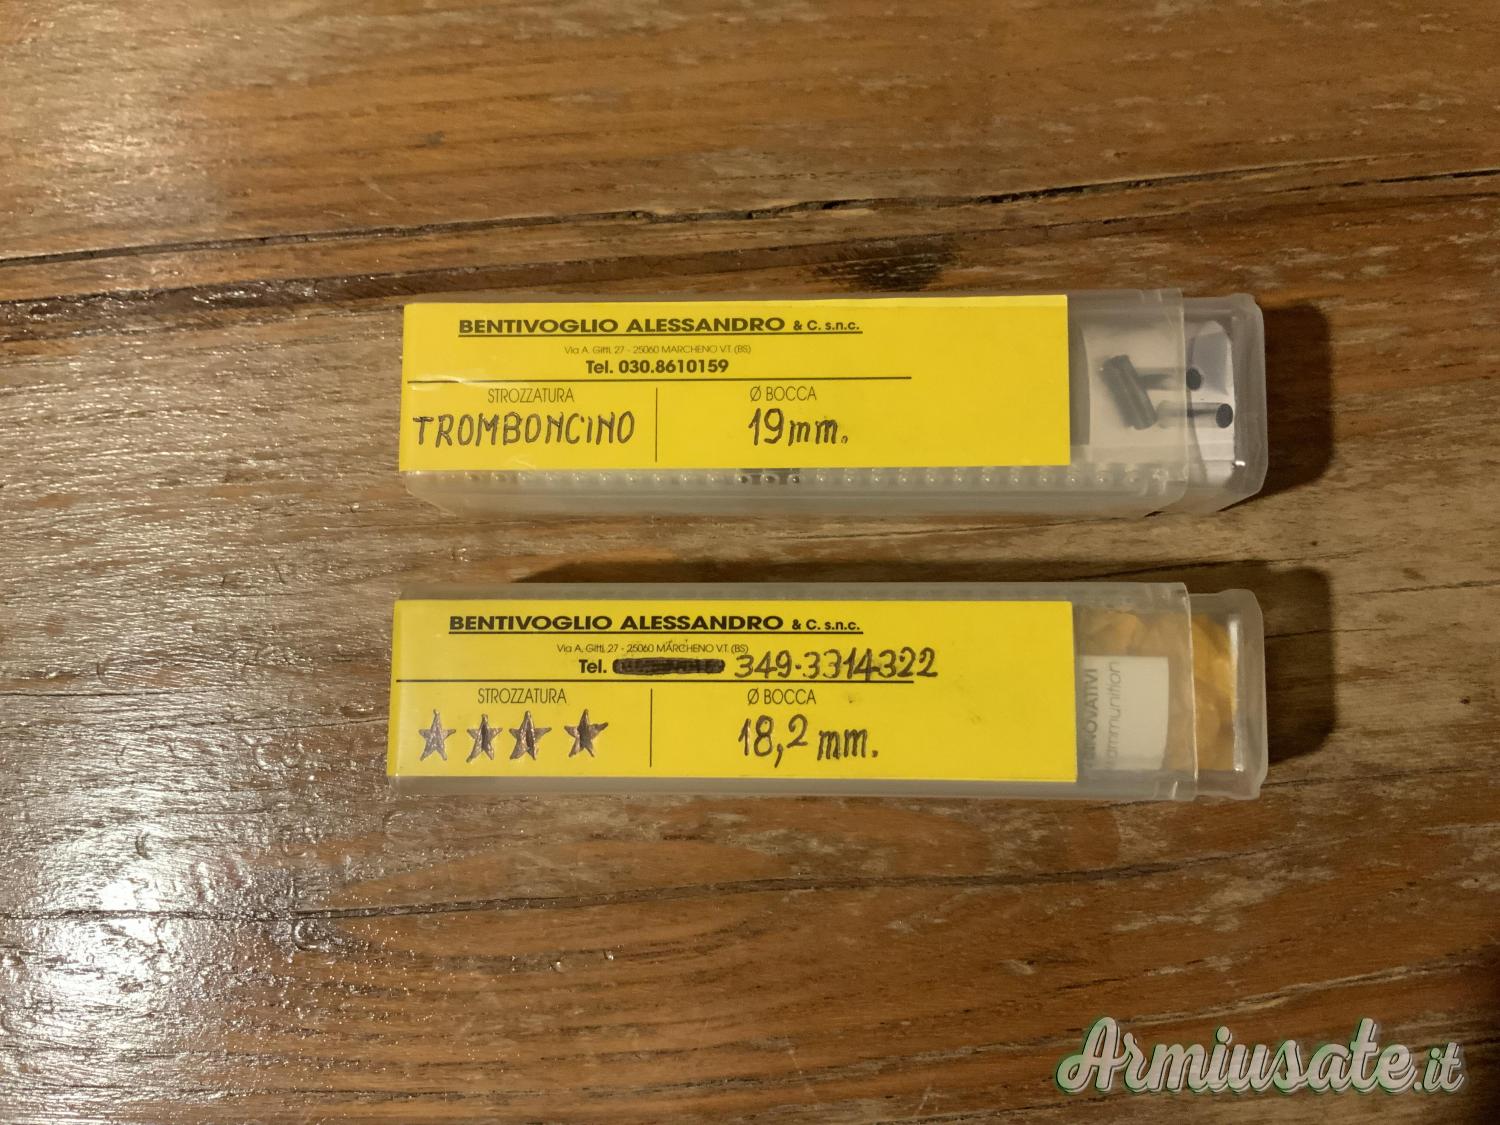 BENTIVOGLIO ALESSANDRO & C. s.n.c.
Via A. Gitti, 27 - 25060 MARCHENO V.T. (BS)
Tel. 030.8610159
STROZZATURA
Ø BOCCA
TROMBONCINO
19mm.
BENTIVOGLIO ALESSANDRO & C. s.n.c.
Via A. Gitti, 27 - 25060 MARCHENO V.T. (BS)
Tel. 349.3314322
STROZZATURA
Ø BOCCA
★★★★
18,2 mm.
ammunition
Armiusate.it